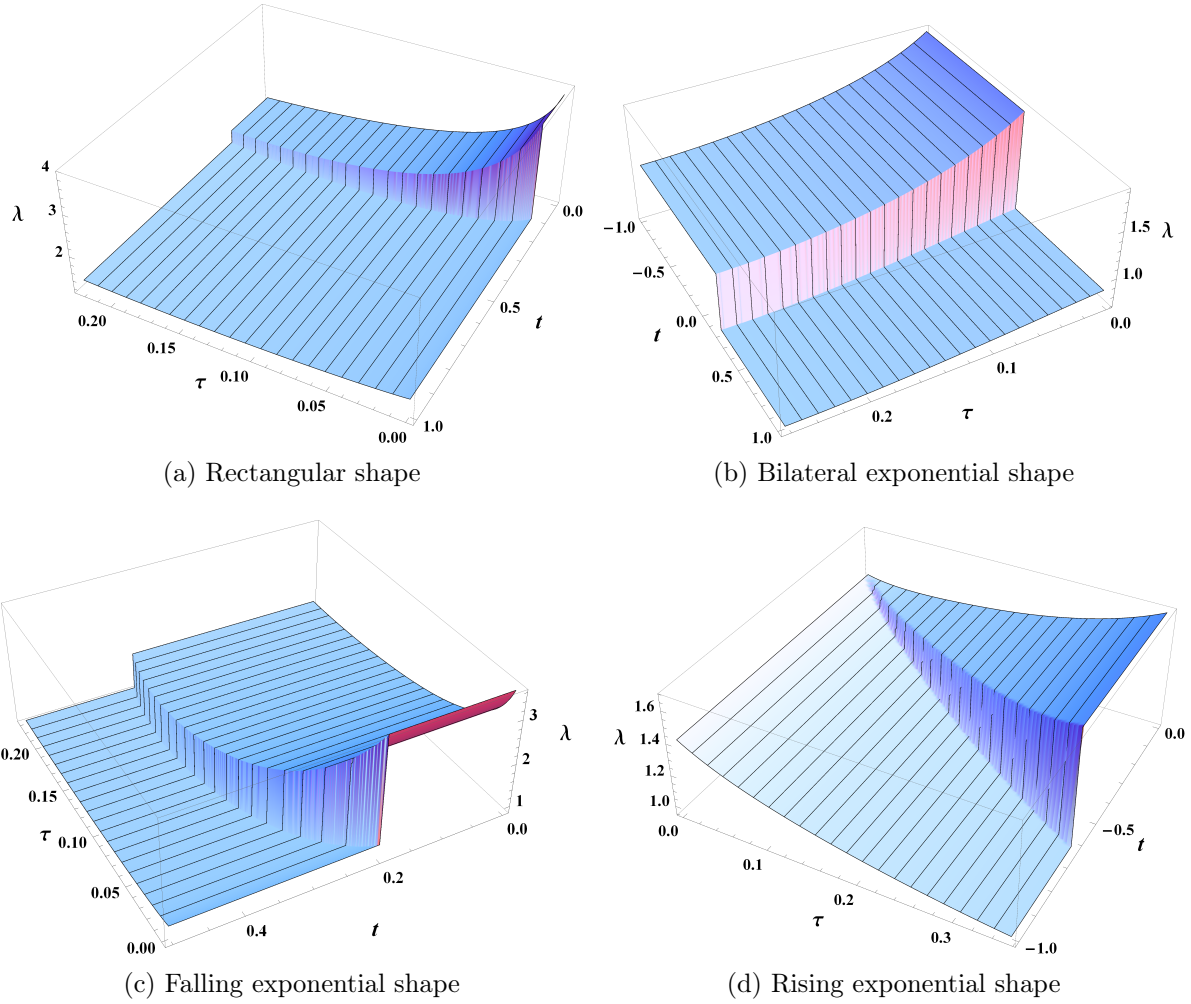 4
λ
3
2
0.20
0.15
τ
0.10
0.05
0.00
1.0
0.5
t
0.0
(a) Rectangular shape
−1.0
−0.5
t
0.0
0.5
1.0
0.2
τ
0.1
0.0
1.0
1.5
λ
(b) Bilateral exponential shape
0.20
0.15
τ
0.10
0.05
0.00
0.4
t
0.2
0.0
1
2
3
λ
(c) Falling exponential shape
1.6
λ
1.4
1.2
1.0
0.0
0.1
0.2
τ
0.3
−1.0
−0.5
t
0.0
(d) Rising exponential shape